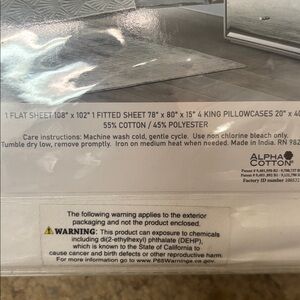 1 FLAT SHEET 108" x 102" 1 FITTED SHEET 78" x 80" x 15" 4 KING PILLOWCASES 20" x 40
55% COTTON / 45% POLYESTER
Care instructions: Machine wash cold, gentle cycle. Use non chlorine bleach only.
Tumble dry low, remove promptly. Iron on medium heat when needed. Made in India. RN 982
ALPHA
COTTON
Factory ID number
The following warning applies to the exterior
packaging and not the product enclosed.
WARNING: This product can expose to chemicals
including di(2-ethylhexyl) phthalate (DEHP),
which is known to the State of California to
cause cancer and birth defects or other reproductive harm.
For more information go to www.P65Warnings.ca.gov.